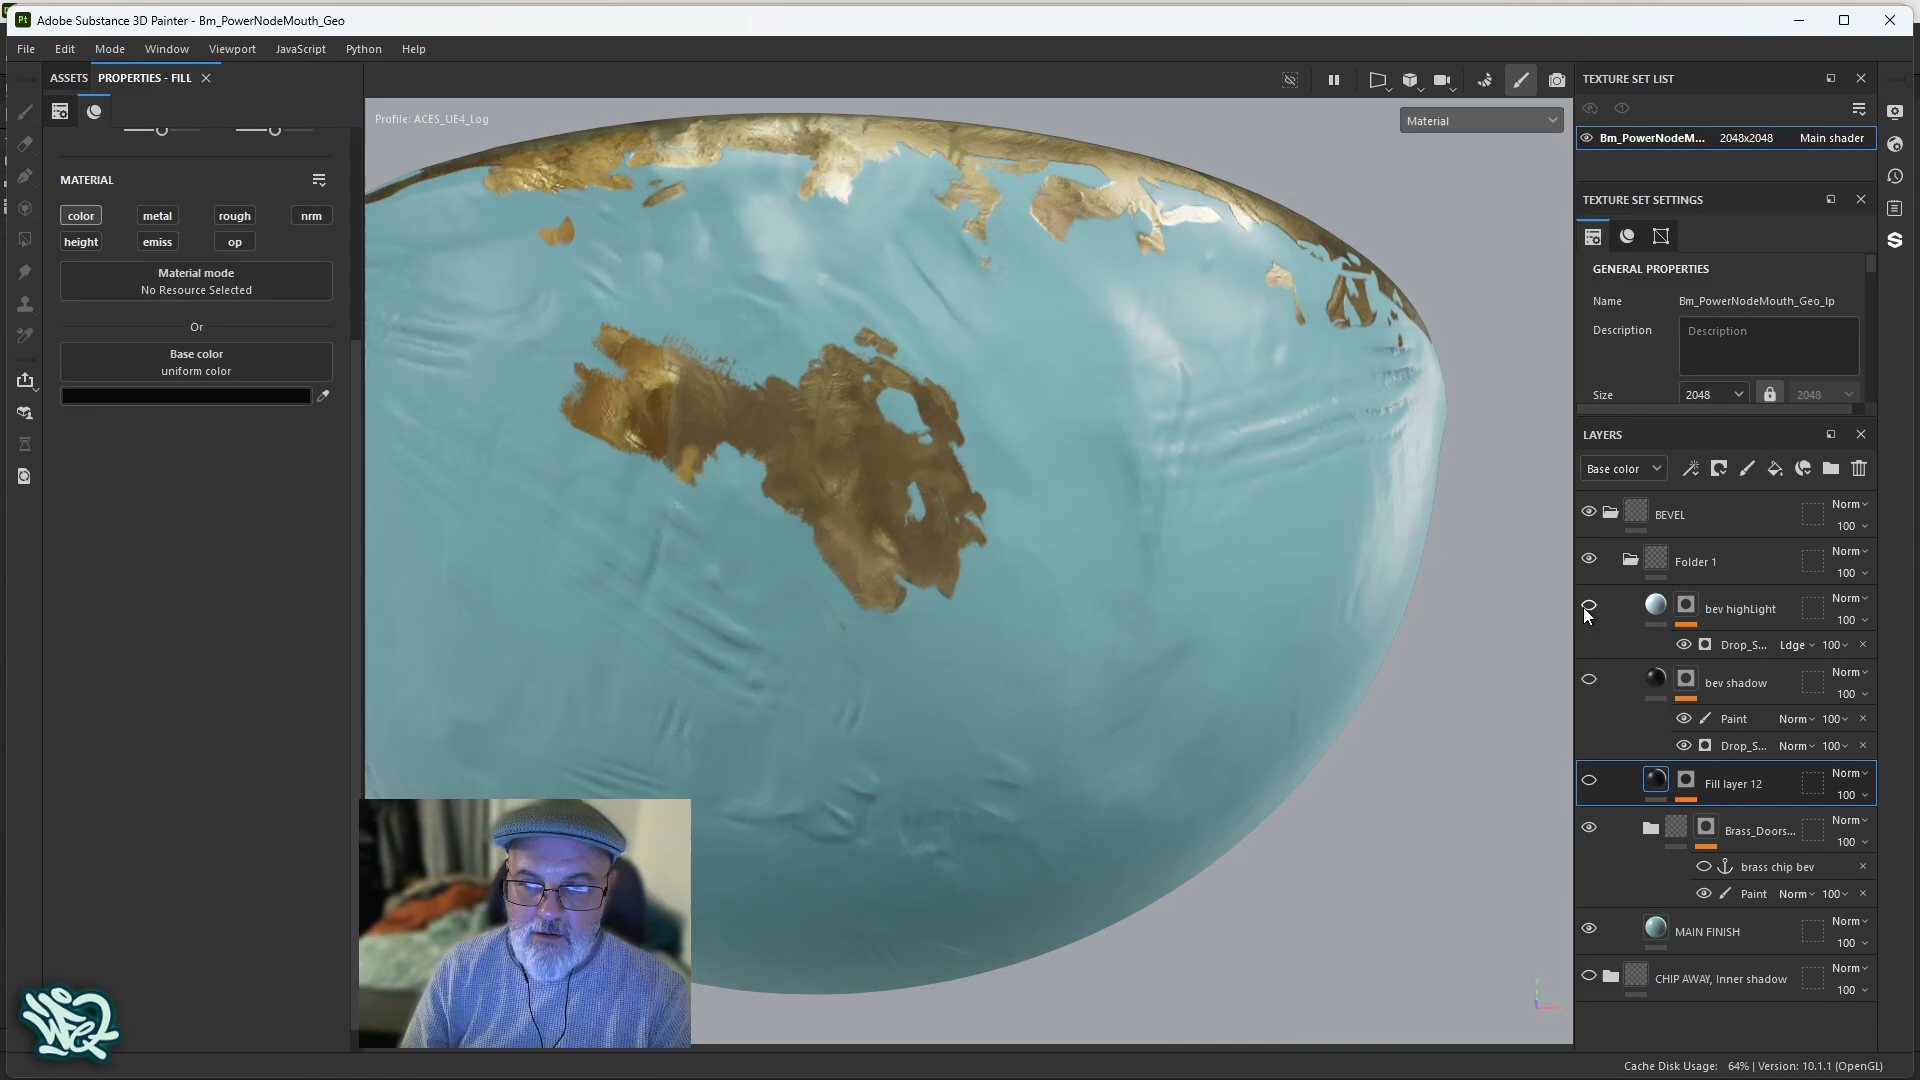 Adobe Substance 3D Painter - Bm_PowerNodeMouth_Geo
File Edit Mode Window Viewport JavaScript Python Help
ASSETS PROPERTIES - FILL
MATERIAL
color metal rough nrm
height emiss op
Material mode
No Resource Selected
Or
Base color
uniform color
Profile: ACES_UE4_Log
Material
TEXTURE SET LIST
Bm_PowerNodeM... 2048x2048 Main shader
TEXTURE SET SETTINGS
GENERAL PROPERTIES
Name Bm_PowerNodeMouth_Geo_lp
Description Description
Size 2048 2048
LAYERS
Base color
BEVEL Norm 100
Folder 1 Norm 100
bev highLight Norm 100
Drop_S... Ldge 100
bev shadow Norm 100
Paint Norm 100
Drop_S... Norm 100
Fill layer 12 Norm 100
Brass_Doors... Norm 100
brass chip bev
Paint Norm 100
MAIN FINISH Norm 100
CHIP AWAY, Inner shadow Norm 100
Cache Disk Usage: 64% | Version: 10.1.1 (OpenGL)